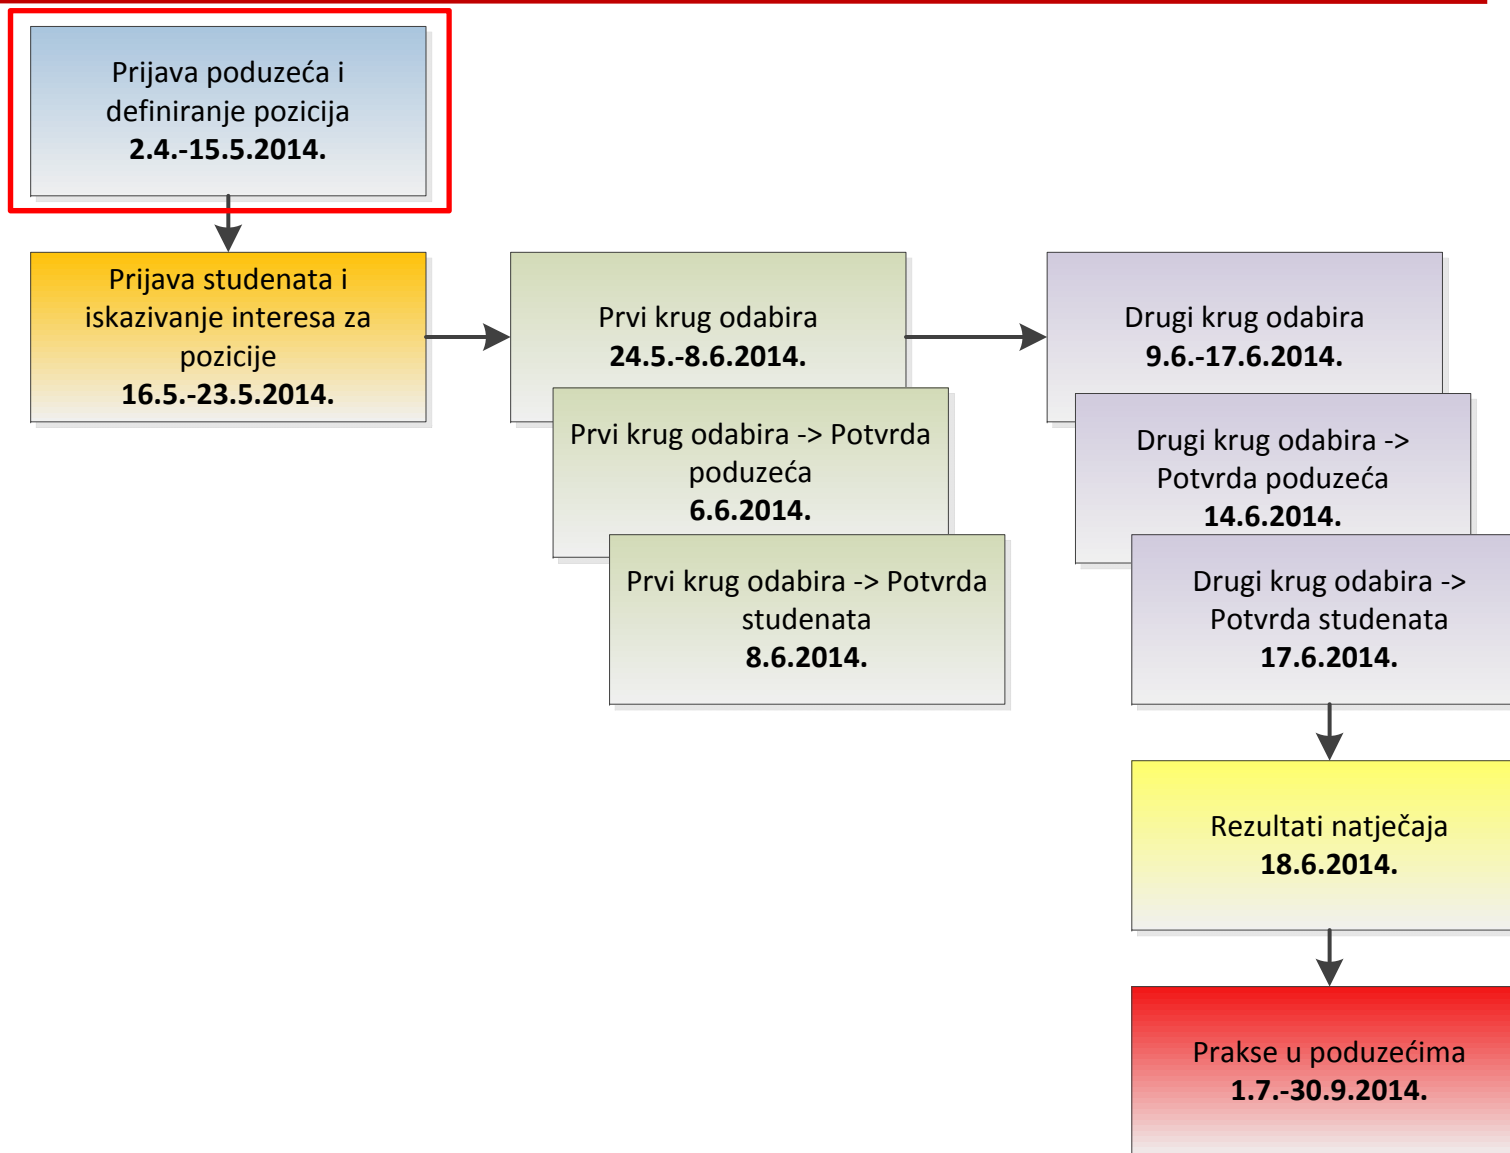 Prijava poduzeća i
definiranje pozicija
2.4.-15.5.2014.
Prijava studenata i
iskazivanje interesa za
pozicije
16.5.-23.5.2014.
Prvi krug odabira
24.5.-8.6.2014.
Prvi krug odabira -> Potvrda
poduzeća
6.6.2014.
Prvi krug odabira -> Potvrda
studenata
8.6.2014.
Drugi krug odabira
9.6.-17.6.2014.
Drugi krug odabira ->
Potvrda poduzeća
14.6.2014.
Drugi krug odabira ->
Potvrda studenata
17.6.2014.
Rezultati natječaja
18.6.2014.
Prakse u poduzećima
1.7.-30.9.2014.